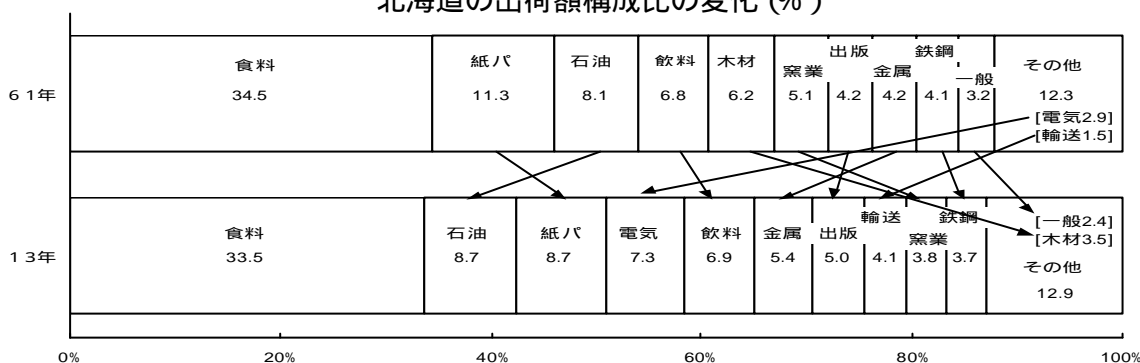 北海道の出荷額構成比の変化 (%)
61年
食料
34.5
紙パ
11.3
石油
8.1
飲料
6.8
木材
6.2
窯業
5.1
出版
4.2
金属
4.2
鉄鋼
4.1
一般
3.2
その他
12.3
[電気2.9]
[輸送1.5]
13年
食料
33.5
石油
8.7
紙パ
8.7
電気
7.3
飲料
6.9
金属
5.4
出版
5.0
輸送
4.1
窯業
3.8
鉄鋼
3.7
[一般2.4]
[木材3.5]
その他
12.9
0% 20% 40% 60% 80% 100%